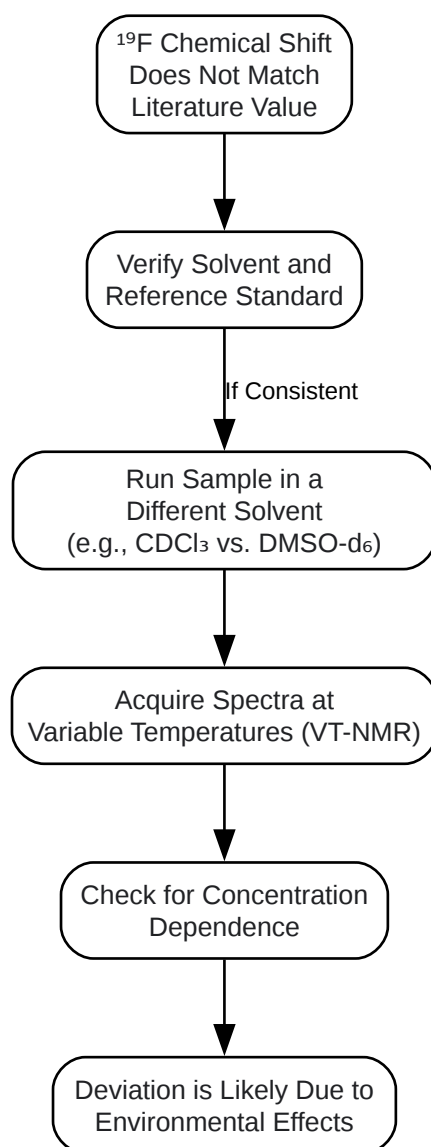 ¹⁹F Chemical Shift
Does Not Match
Literature Value
Verify Solvent and
Reference Standard
If Consistent
Run Sample in a
Different Solvent
(e.g., CDCl₃ vs. DMSO-d₆)
Acquire Spectra at
Variable Temperatures (VT-NMR)
Check for Concentration
Dependence
Deviation is Likely Due to
Environmental Effects